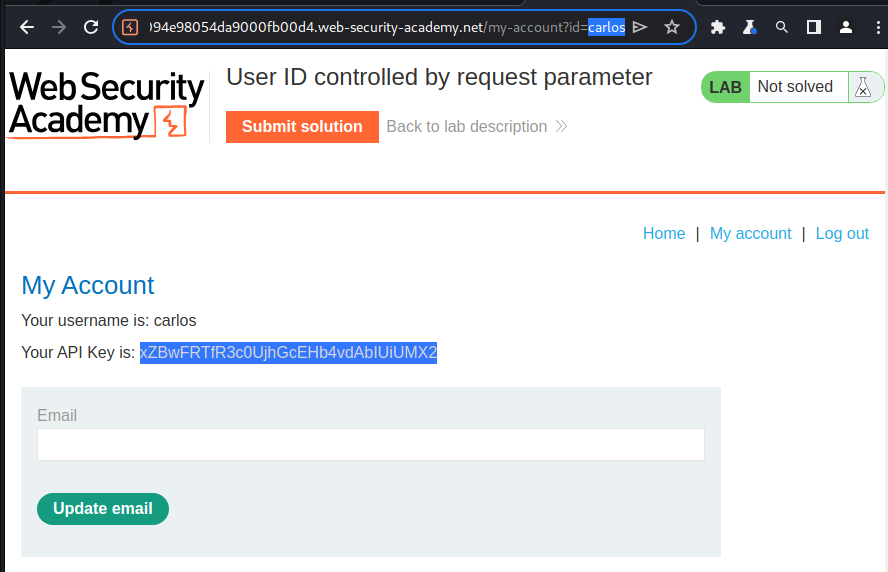 094e98054da9000fb00d4.web-security-academy.net/my-account?id=carlos
Web Security
Academy
User ID controlled by request parameter
LAB Not solved
Submit solution Back to lab description
Home | My account | Log out
My Account
Your username is: carlos
Your API Key is: xZBwFRTfR3c0UjhGcEHb4vdAbIUiUMX2
Email
Update email